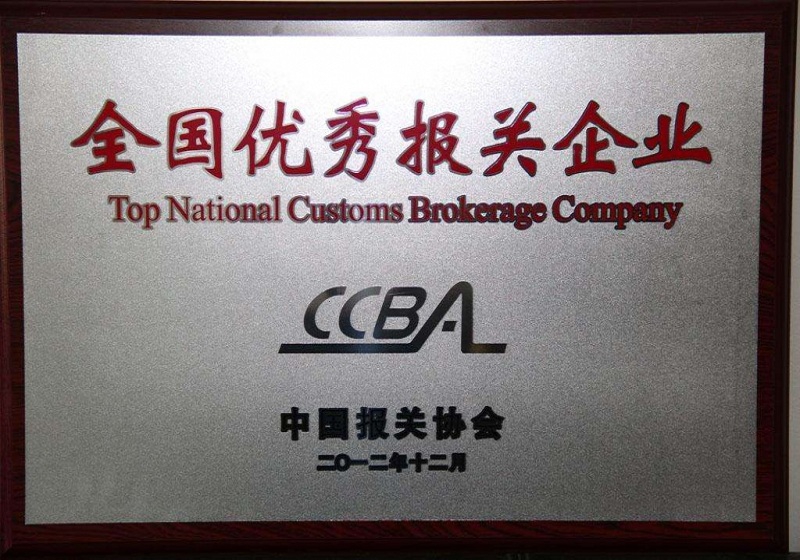 全国优秀报关企业
Top National Customs Brokerage Company
CCBA
中国报关协会
二〇一二年十二月